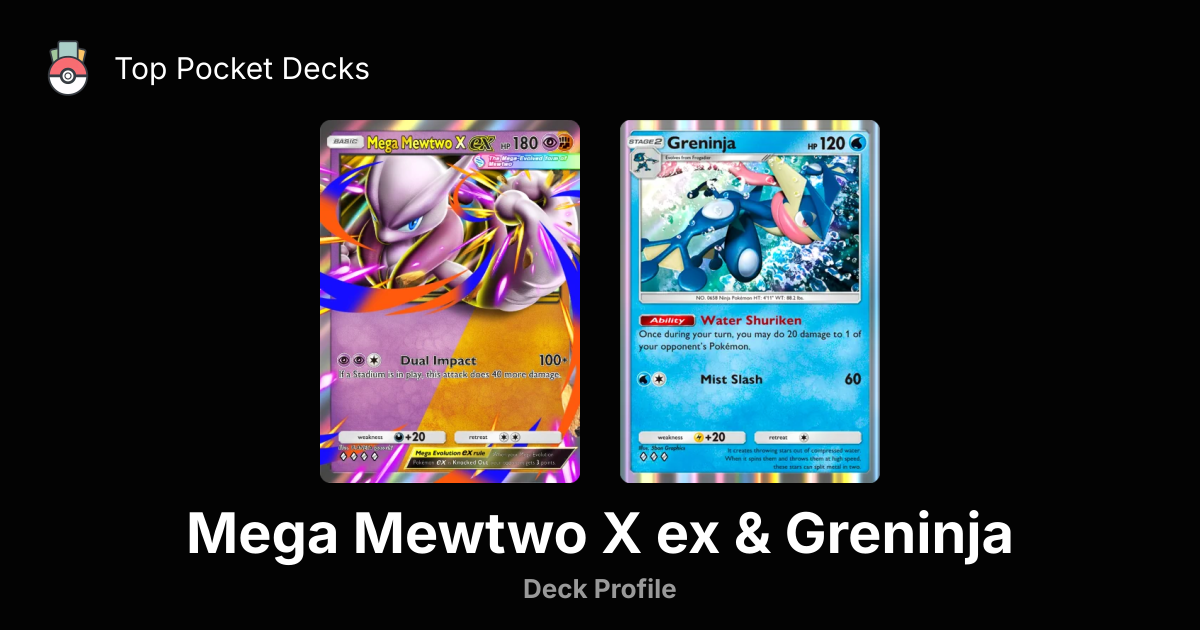 Top Pocket Decks
BASIC
Mega Mewtwo X ex HP 180
The Mega-Evolved form of
Mewtwo
Dual Impact 100+
If a Stadium is in play, this attack does 40 more damage.
weakness +20 retreat
Mega Evolution ex rule
STAGE 2 Greninja HP 120
Evolves from Frogadier
NO. 0658 Ninja Pokémon HT: 4'11" WT: 88.2 lbs.
Ability Water Shuriken
Once during your turn, you may do 20 damage to 1 of
your opponent's Pokémon.
Mist Slash 60
weakness +20 retreat
It creates throwing stars out of compressed water.
When it spins them and throws them at high speed,
these stars can split metal in two.
Mega Mewtwo X ex & Greninja
Deck Profile